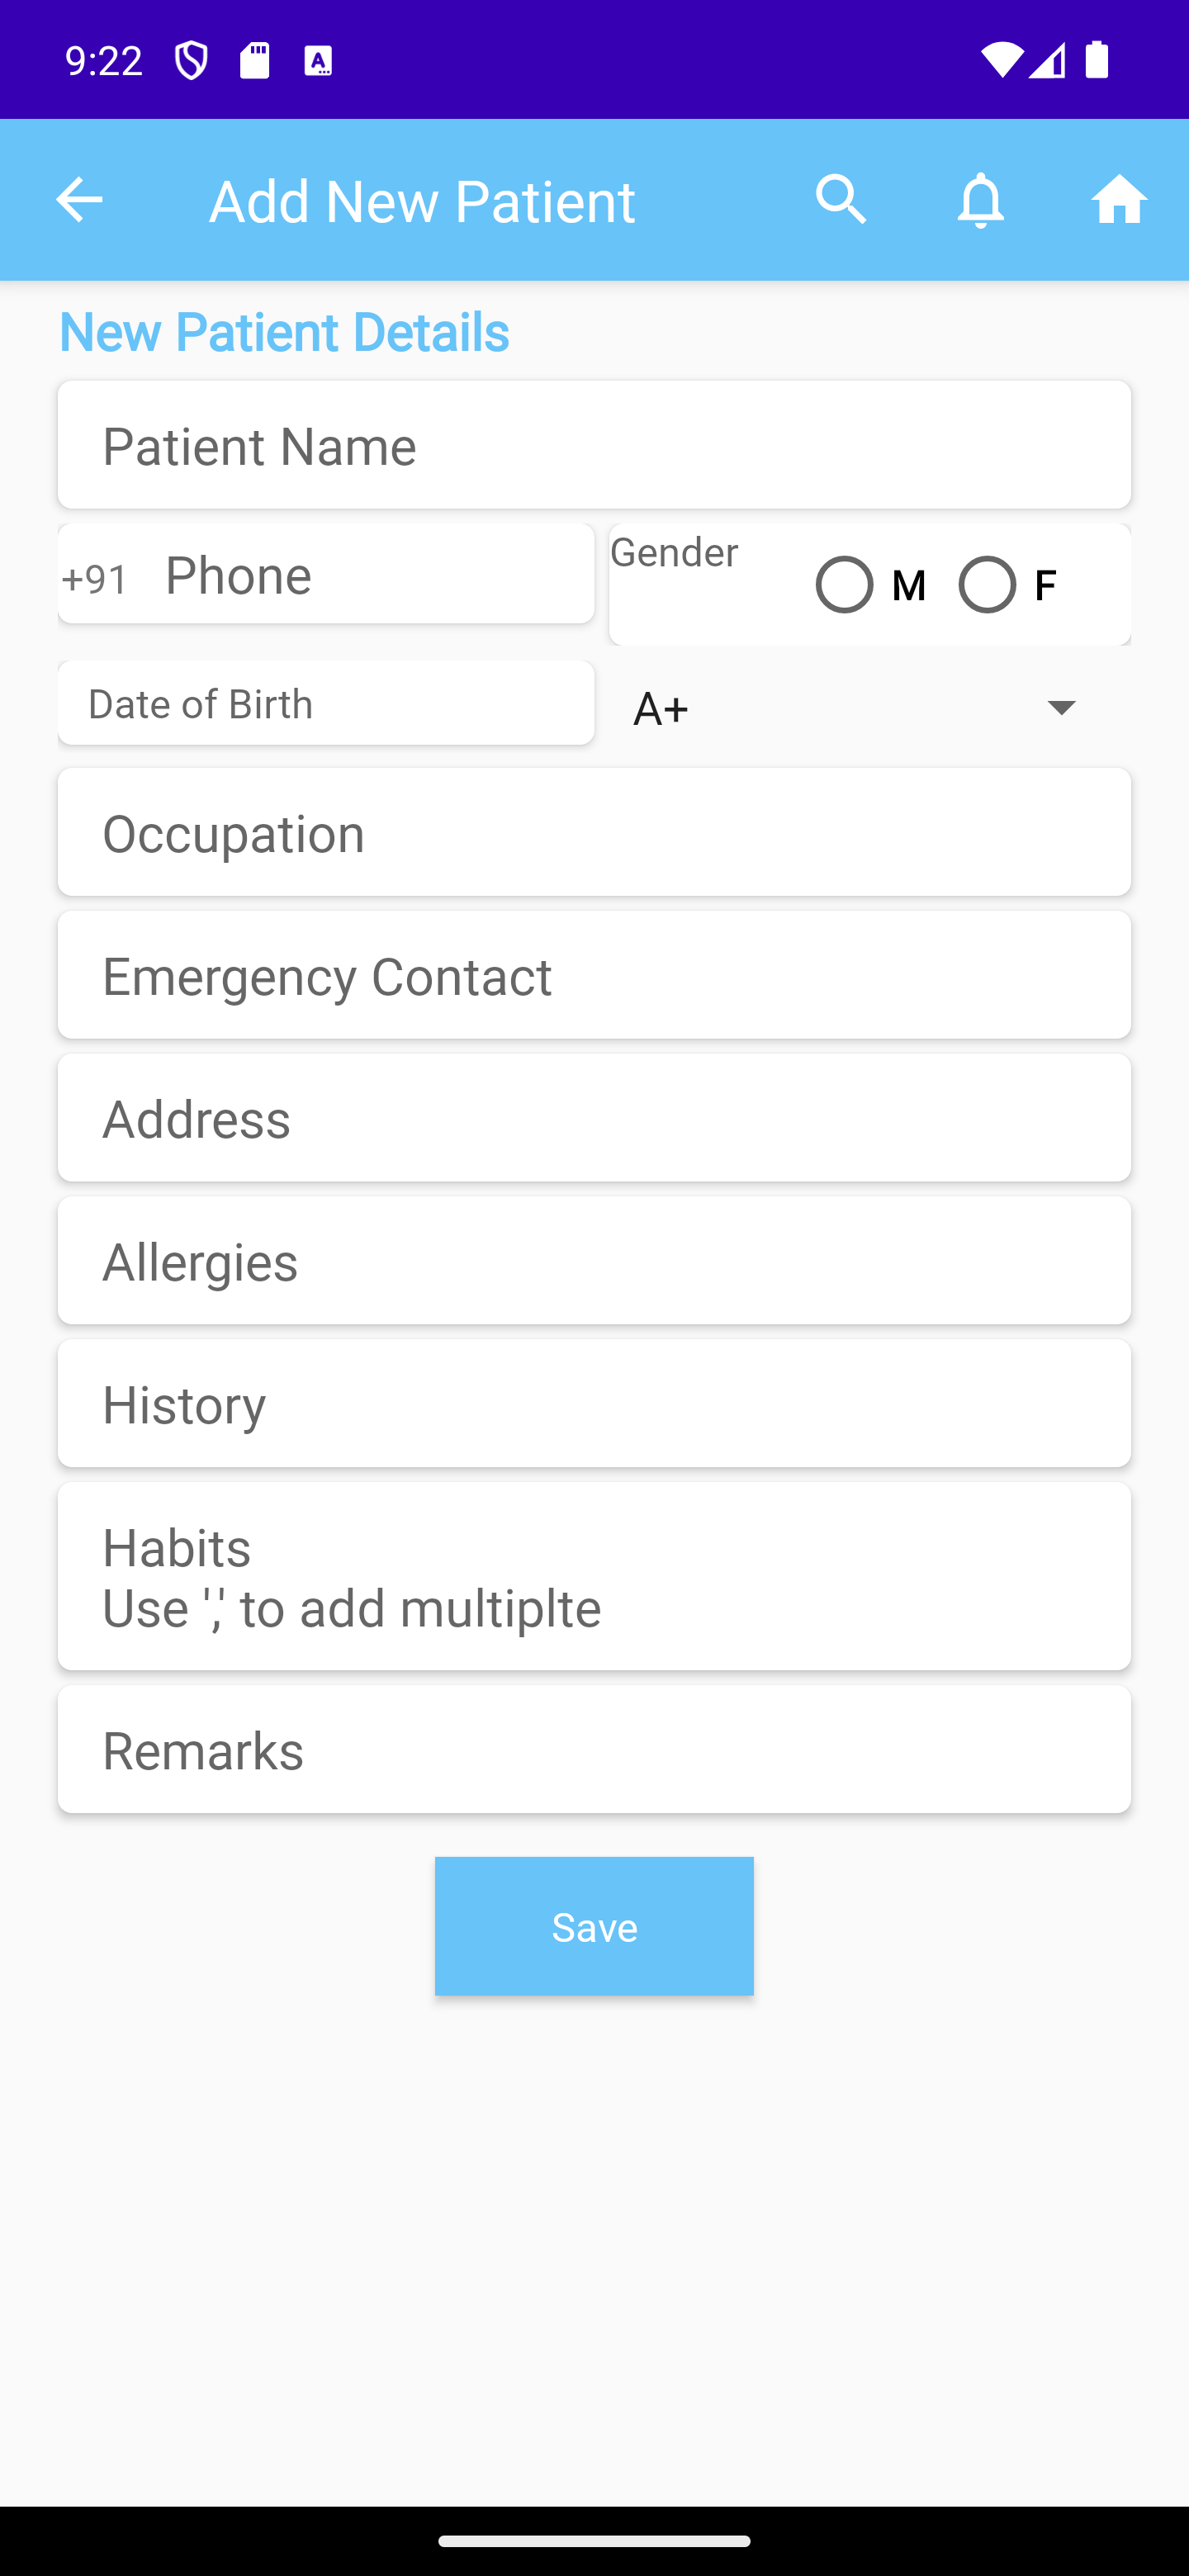 9:22
Add New Patient
New Patient Details
Patient Name
+91 Phone
Gender
M F
Date of Birth
A+
Occupation
Emergency Contact
Address
Allergies
History
Habits
Use ',' to add multiplte
Remarks
Save